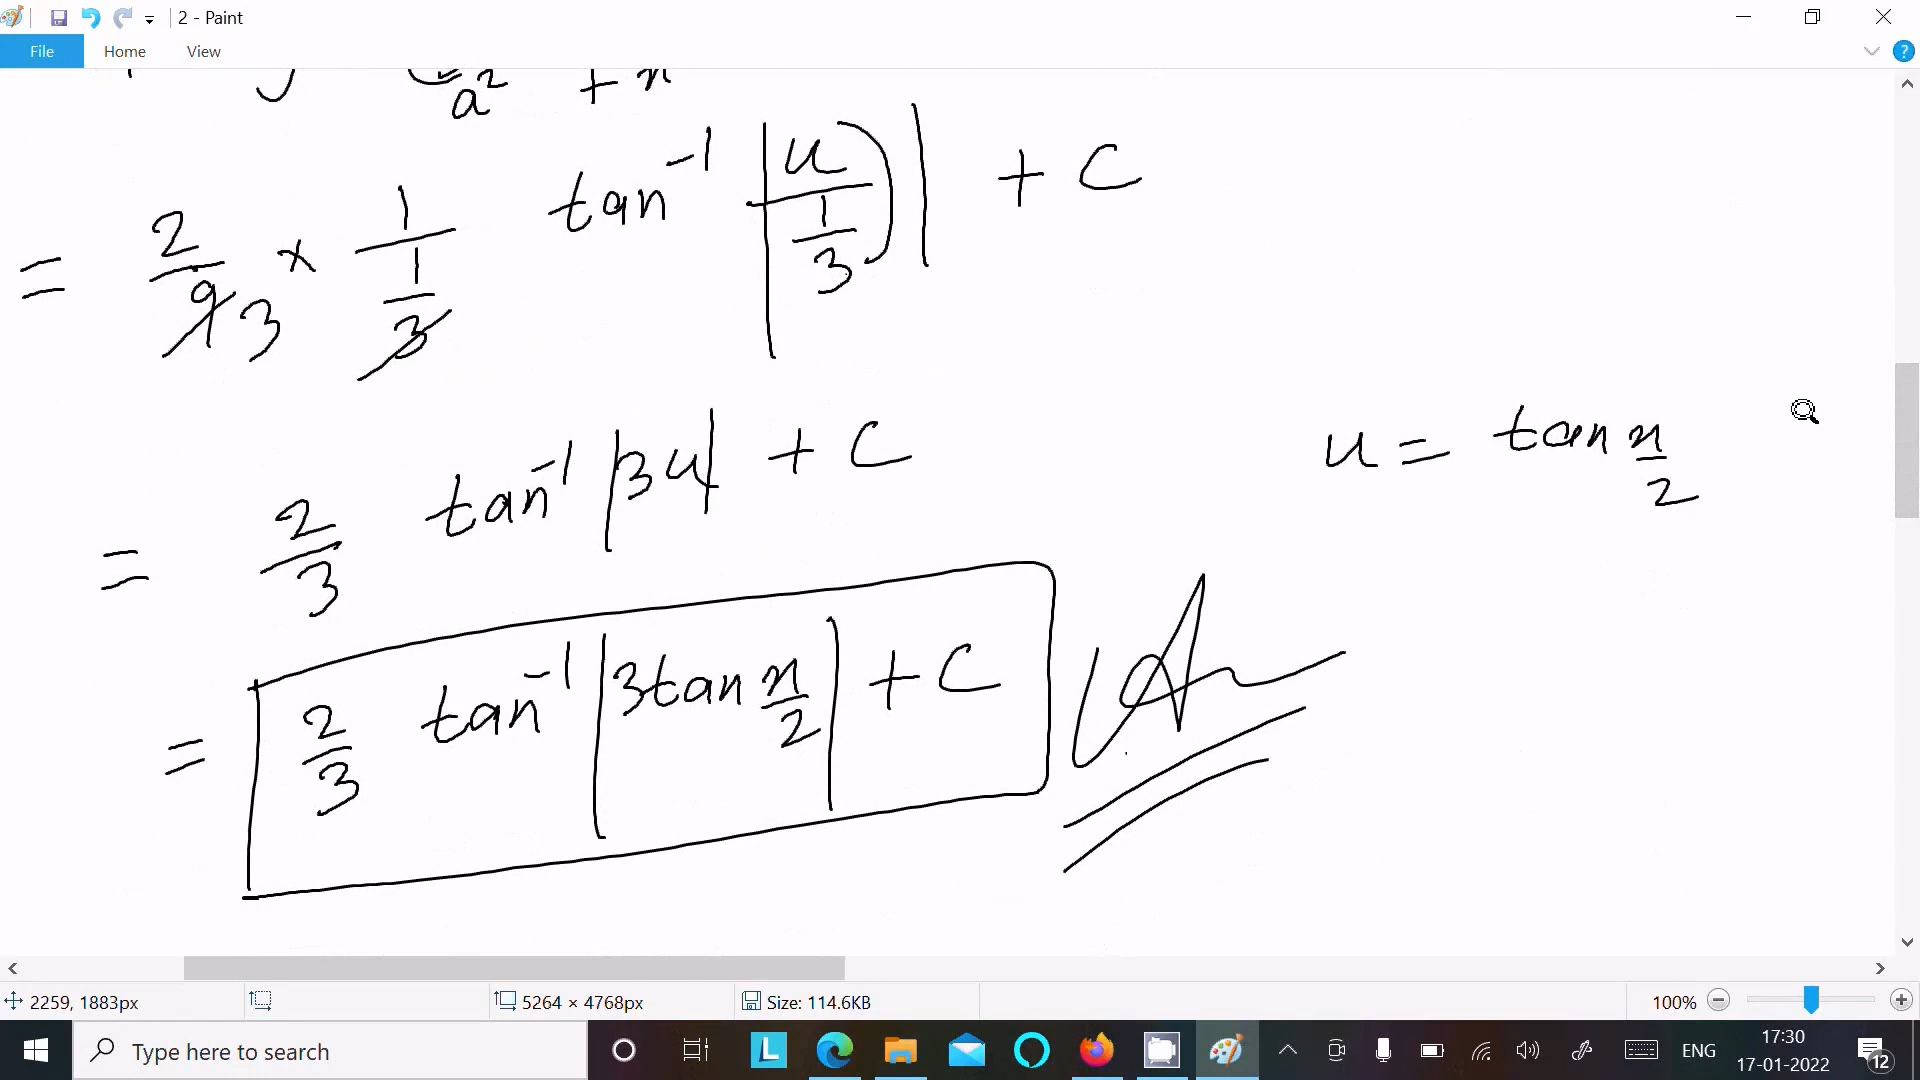 2 - Paint
File Home View
a² + x
= 2/9 3 × 1/(1/3) tan⁻¹ |u/(1/3))| + C
= 2/3 tan⁻¹ |3u| + C
u = tan x/2
= 2/3 tan⁻¹ |3tan x/2| + C
2259, 1883px 5264 × 4768px Size: 114.6KB 100%
Type here to search
L
ENG
17:30
17-01-2022
12